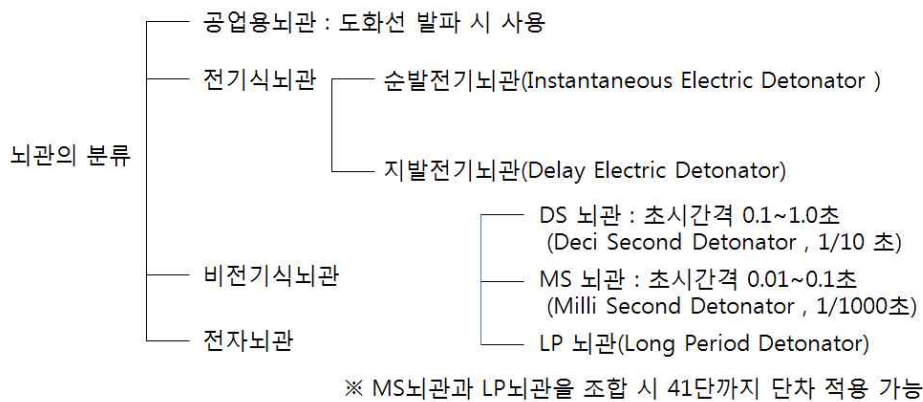 공업용뇌관 : 도화선 발파 시 사용
전기식뇌관
순발전기뇌관(Instantaneous Electric Detonator )
뇌관의 분류
지발전기뇌관(Delay Electric Detonator)
DS 뇌관 : 초시간격 0.1~1.0초
(Deci Second Detonator , 1/10 초)
비전기식뇌관
MS 뇌관 : 초시간격 0.01~0.1초
(Milli Second Detonator , 1/1000초)
전자뇌관
LP 뇌관(Long Period Detonator)
※ MS뇌관과 LP뇌관을 조합 시 41단까지 단차 적용 가능